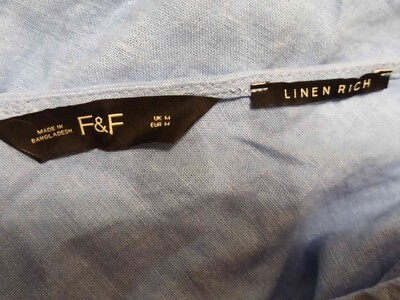 MADE IN
BANGLADESH
F&F
UK M
EUR M
LINEN RICH